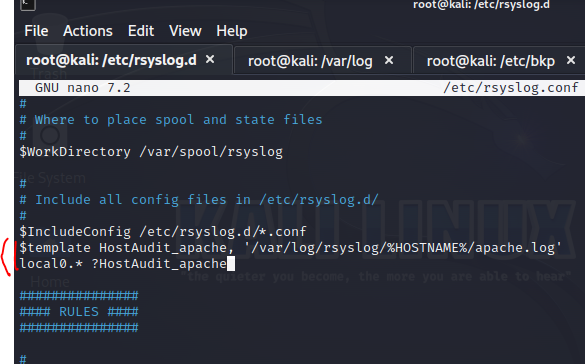 root@kali: /etc/rsyslog.d
File Actions Edit View Help
root@kali: /etc/rsyslog.d × root@kali: /var/log × root@kali: /etc/bkp ×
GNU nano 7.2 /etc/rsyslog.conf
#
# Where to place spool and state files
#
$WorkDirectory /var/spool/rsyslog
#
# Include all config files in /etc/rsyslog.d/
#
$IncludeConfig /etc/rsyslog.d/*.conf
$template HostAudit_apache, '/var/log/rsyslog/%HOSTNAME%/apache.log'
local0.* ?HostAudit_apache
###############
#### RULES ####
###############
#
File System
Home
KALI LINUX
"the quieter you become, the more you are able to hear"